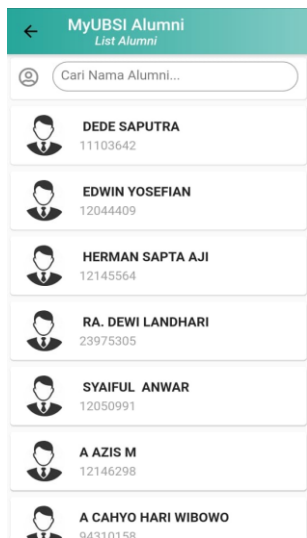 MyUBSI Alumni
List Alumni
Cari Nama Alumni...
DEDE SAPUTRA
11103642
EDWIN YOSEFIAN
12044409
HERMAN SAPTA AJI
12145564
RA. DEWI LANDHARI
23975305
SYAIFUL ANWAR
12050991
A AZIS M
12146298
A CAHYO HARI WIBOWO
94310158